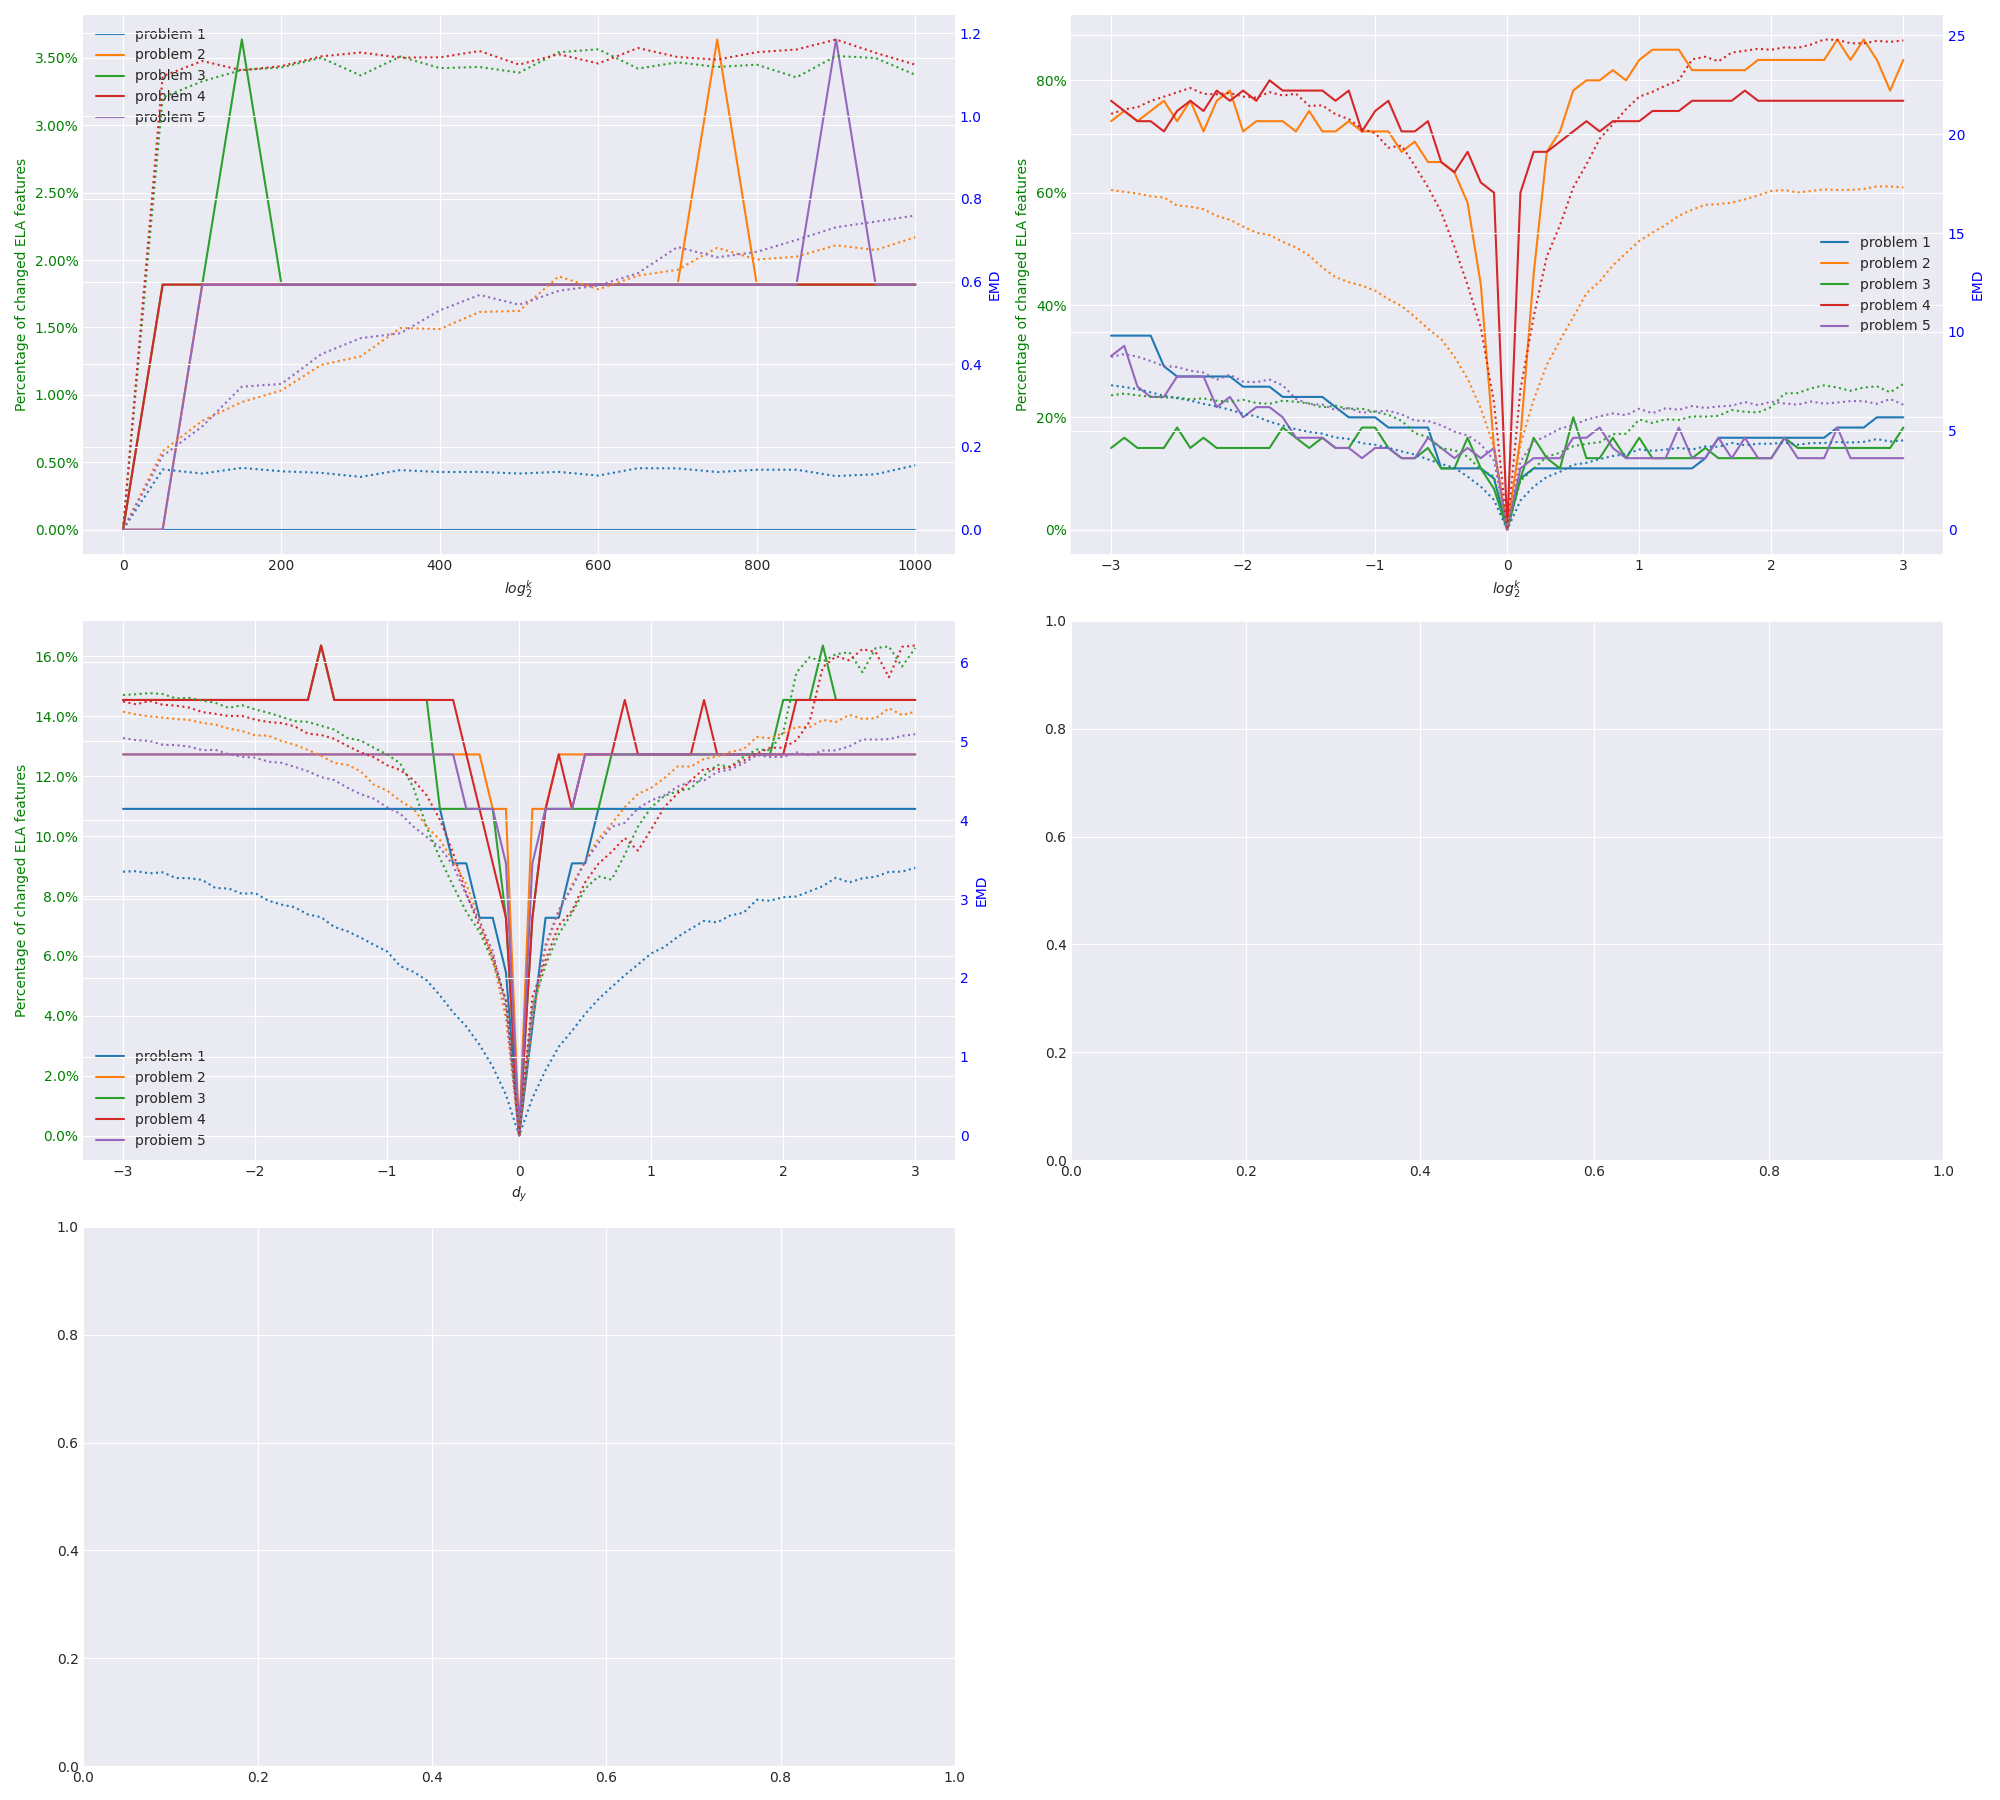 problem 1
problem 2
problem 3
problem 4
problem 5
Percentage of changed ELA features
3.50%
3.00%
2.50%
2.00%
1.50%
1.00%
0.50%
0.00%
0 200 400 600 800 1000
log₂ᵏ
1.2
1.0
0.8
0.6
0.4
0.2
0.0
EMD
Percentage of changed ELA features
80%
60%
40%
20%
0%
−3 −2 −1 0 1 2 3
log₂ᵏ
problem 1
problem 2
problem 3
problem 4
problem 5
25
20
15
10
5
0
EMD
Percentage of changed ELA features
16.0%
14.0%
12.0%
10.0%
8.0%
6.0%
4.0%
2.0%
0.0%
problem 1
problem 2
problem 3
problem 4
problem 5
−3 −2 −1 0 1 2 3
d_y
6
5
4
3
2
1
0
EMD
1.0
0.8
0.6
0.4
0.2
0.0
0.0 0.2 0.4 0.6 0.8 1.0
1.0
0.8
0.6
0.4
0.2
0.0
0.0 0.2 0.4 0.6 0.8 1.0